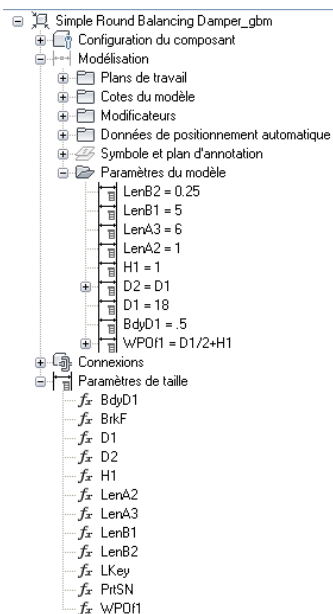 Simple Round Balancing Damper_gbm
Configuration du composant
Modélisation
Plans de travail
Cotes du modèle
Modificateurs
Données de positionnement automatique
Symbole et plan d'annotation
Paramètres du modèle
LenB2 = 0.25
LenB1 = 5
LenA3 = 6
LenA2 = 1
H1 = 1
D2 = D1
D1 = 18
BdyD1 = .5
WPOf1 = D1/2+H1
Connexions
Paramètres de taille
fx BdyD1
fx BrkF
fx D1
fx D2
fx H1
fx LenA2
fx LenA3
fx LenB1
fx LenB2
fx LKey
fx PrtSN
fx WPOf1